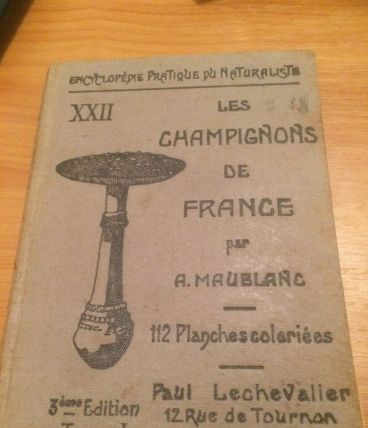 ENCYCLOPÉDIE PRATIQUE DU NATURALISTE
XXII
LES
CHAMPIGNONS
DE
FRANCE
par
A. MAUBLANC
112 Planches coloriées
3ème Edition
Paul Lechevalier
12 Rue de Tournon